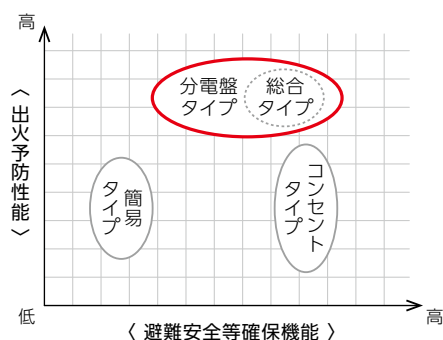 高
〈出火予防性能〉
分電盤
タイプ
総合
タイプ
簡易
タイプ
コンセント
タイプ
低
高
〈 避難安全等確保機能 〉